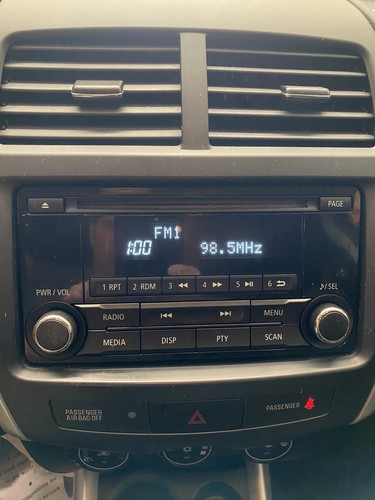 PAGE
FM1
1:00 98.5MHz
1 RPT 2 RDM 3 4 5 6
PWR / VOL
RADIO MENU
♪/SEL
MEDIA DISP PTY SCAN
PASSENGER
AIR BAG OFF
PASSENGER